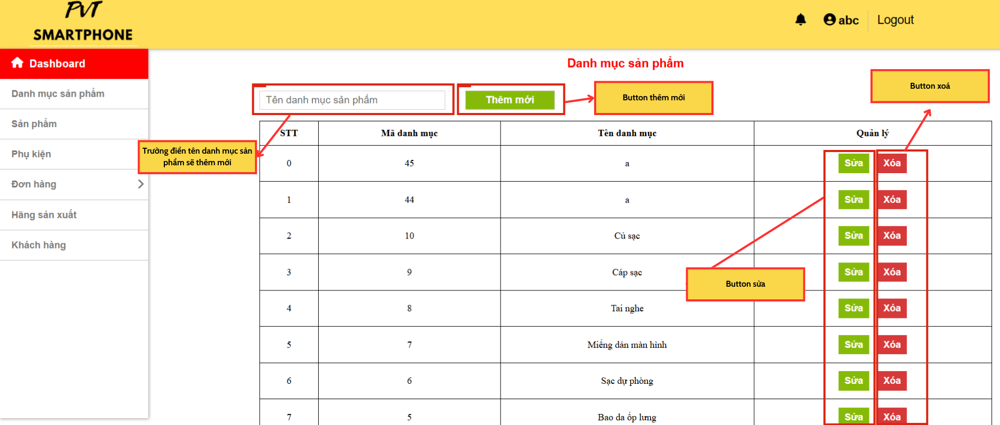 PVT
SMARTPHONE
abc
Logout
Dashboard
Danh mục sản phẩm
Sản phẩm
Phụ kiện
Đơn hàng
Hãng sản xuất
Khách hàng
Danh mục sản phẩm
Tên danh mục sản phẩm
Thêm mới
Button thêm mới
Button xoá
Trường điền tên danh mục sản
phẩm sẽ thêm mới
Button sửa
STT Mã danh mục Tên danh mục Quản lý
0 45 a Sửa Xóa
1 44 a Sửa Xóa
2 10 Củ sạc Sửa Xóa
3 9 Cáp sạc Sửa Xóa
4 8 Tai nghe Sửa Xóa
5 7 Miếng dán màn hình Sửa Xóa
6 6 Sạc dự phòng Sửa Xóa
7 5 Bao da ốp lưng Sửa Xóa